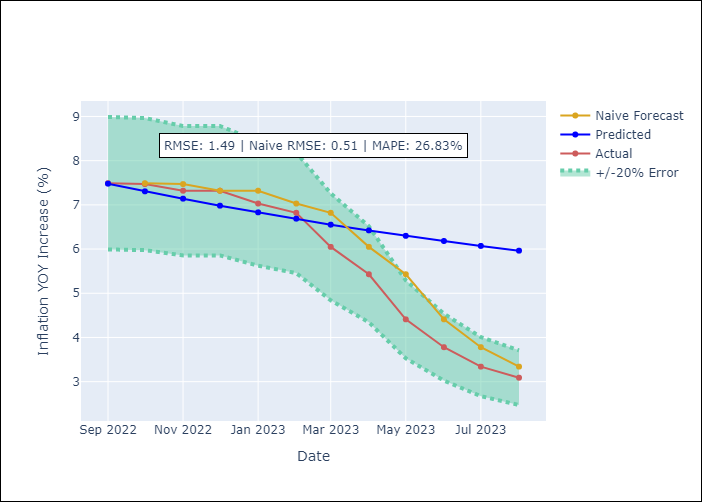 RMSE: 1.49 | Naive RMSE: 0.51 | MAPE: 26.83%
Naive Forecast
Predicted
Actual
+/-20% Error
Inflation YOY Increase (%)
9
8
7
6
5
4
3
Sep 2022
Nov 2022
Jan 2023
Mar 2023
May 2023
Jul 2023
Date